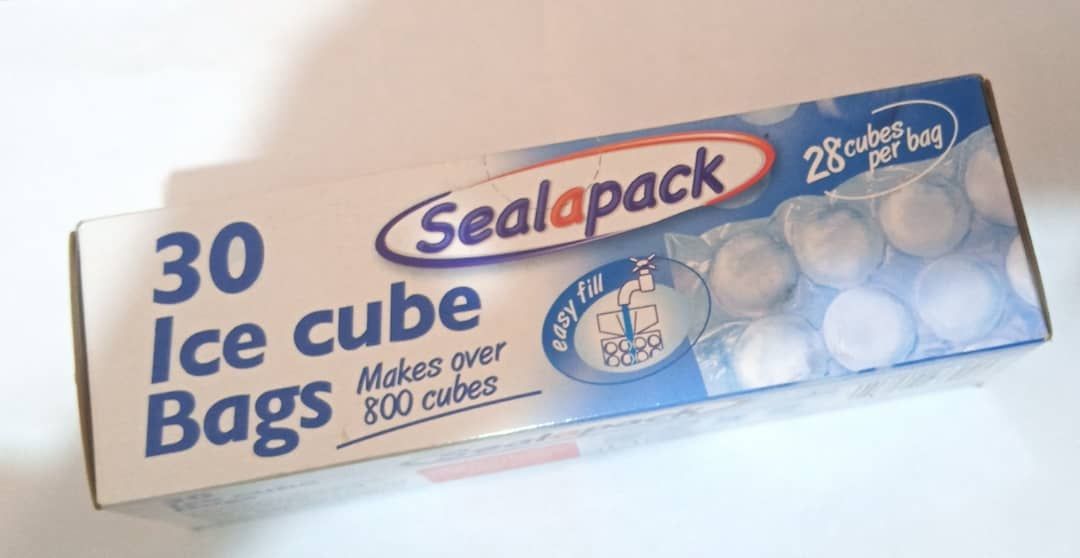 30
Ice cube
Bags
Makes over
800 cubes
Sealapack
easy fill
28 cubes
per bag